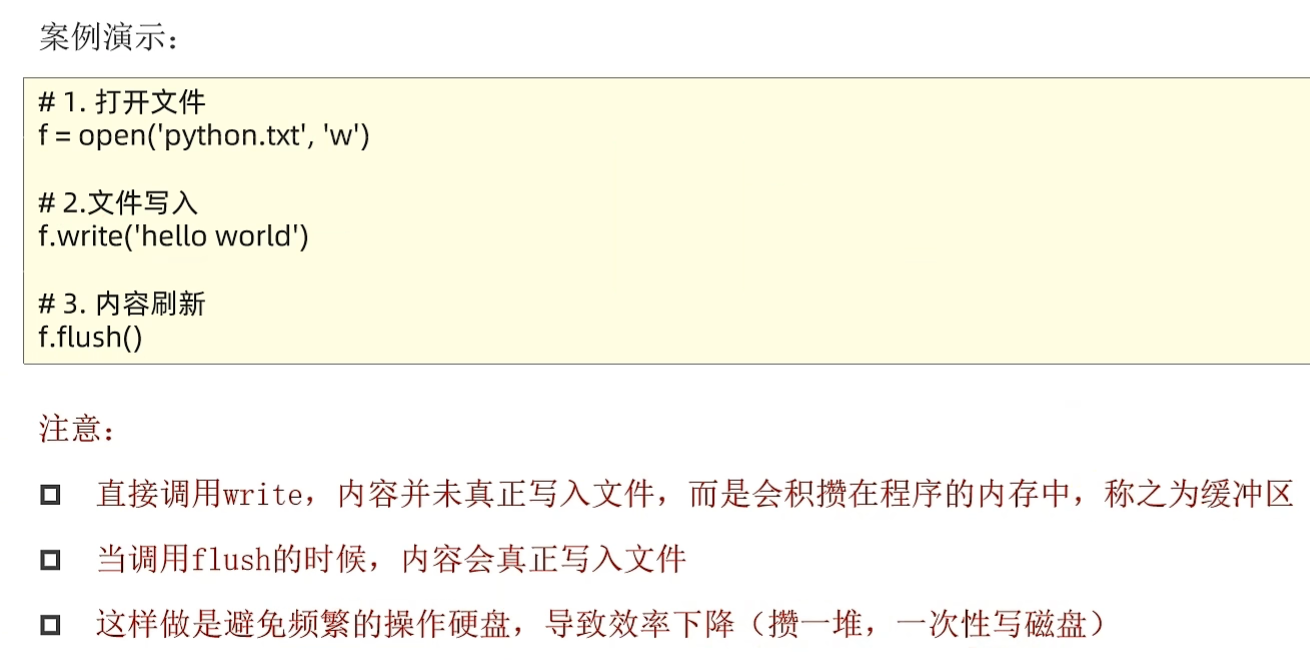 案例演示：
# 1. 打开文件
f = open('python.txt', 'w')
# 2.文件写入
f.write('hello world')
# 3. 内容刷新
f.flush()
注意：
直接调用write，内容并未真正写入文件，而是会积攒在程序的内存中，称之为缓冲区
当调用flush的时候，内容会真正写入文件
这样做是避免频繁的操作硬盘，导致效率下降（攒一堆，一次性写磁盘）